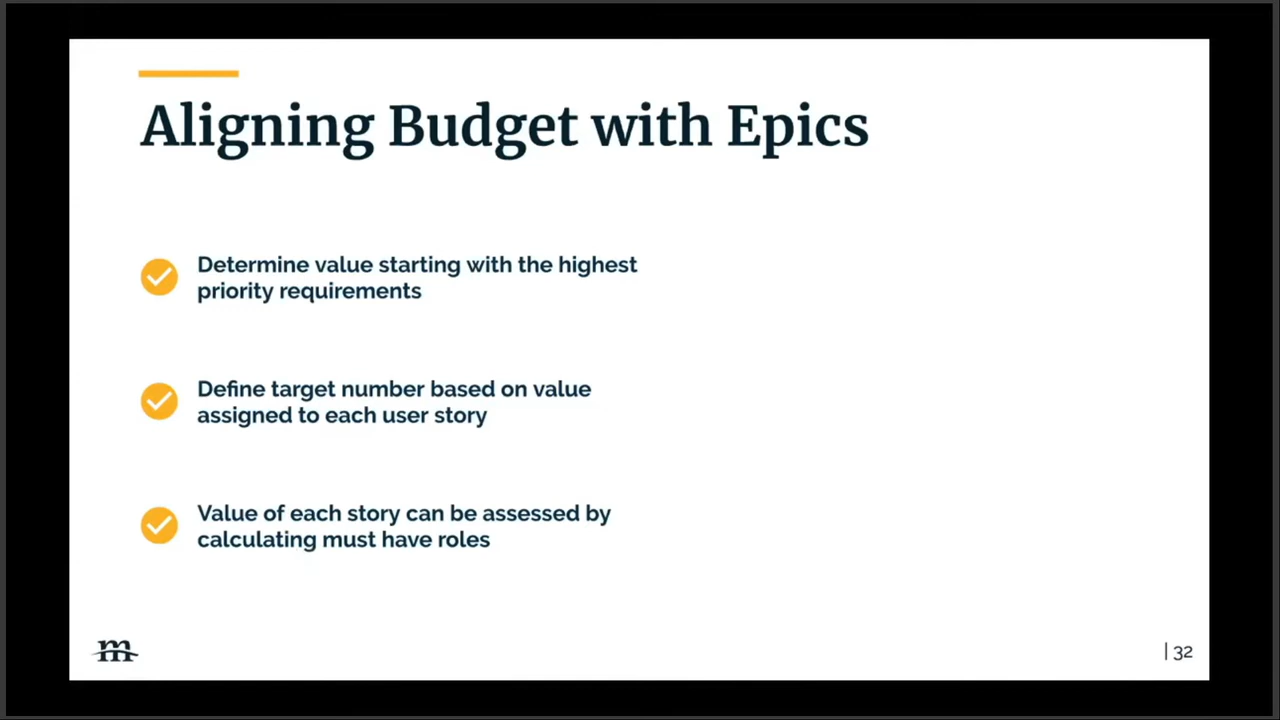 Aligning Budget with Epics
Determine value starting with the highest
priority requirements
Define target number based on value
assigned to each user story
Value of each story can be assessed by
calculating must have roles
m
| 32